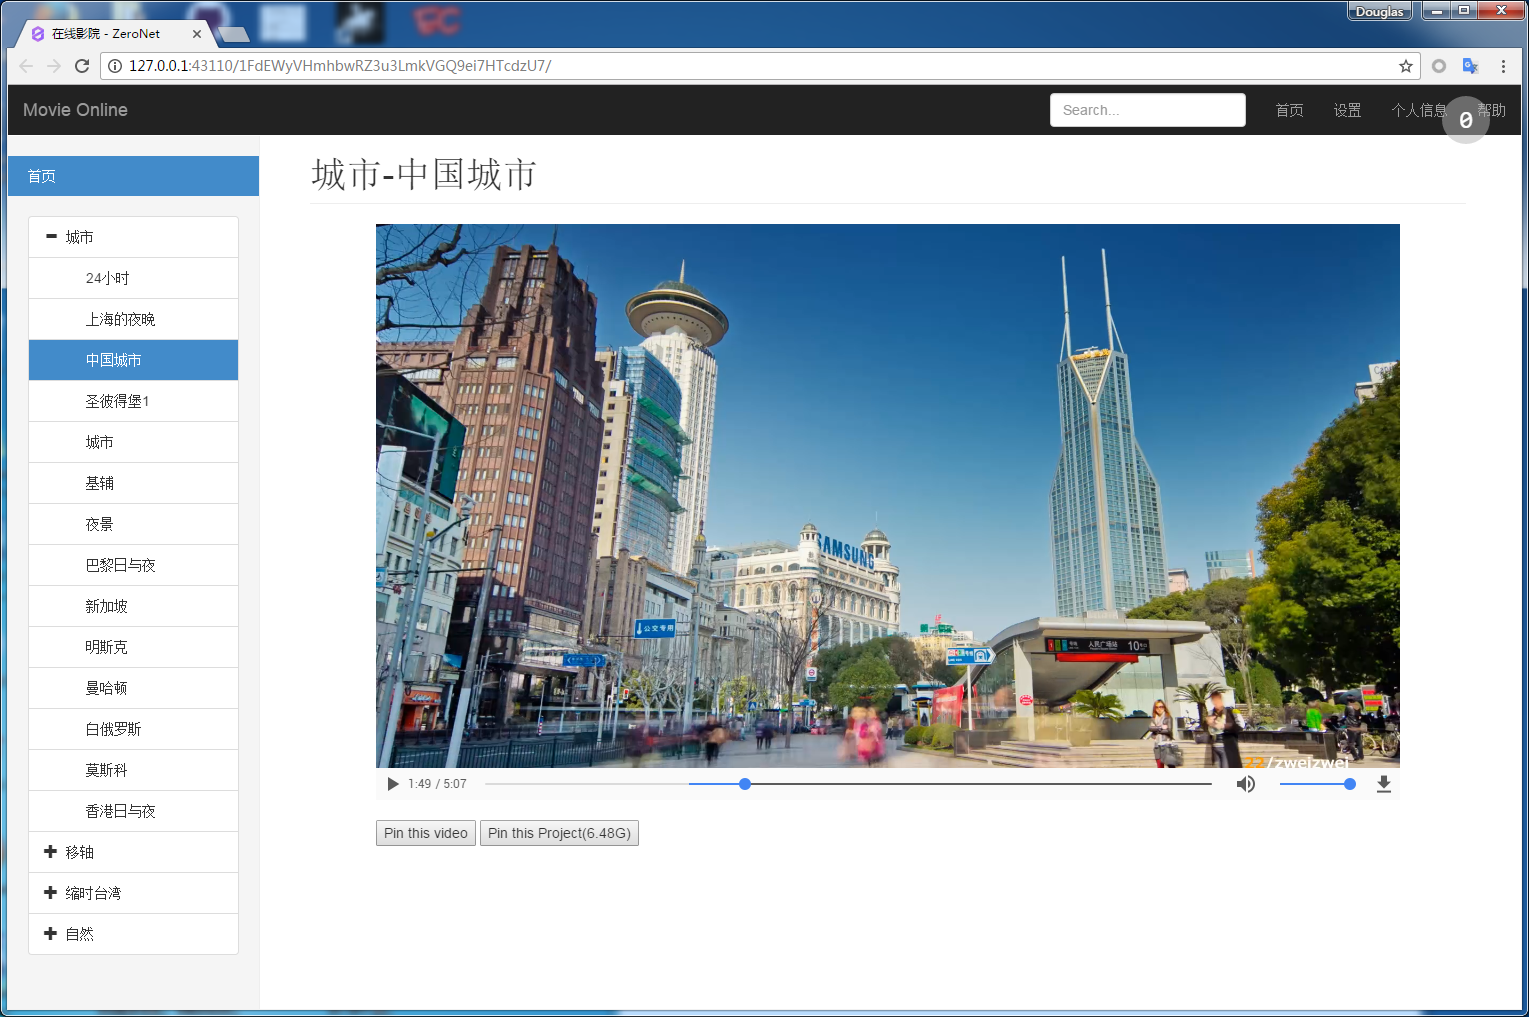 Douglas
在线影院 - ZeroNet
127.0.0.1:43110/1FdEWyVHmhbwRZ3u3LmkVGQ9ei7HTcdzU7/
Movie Online
Search...
首页
设置
个人信息
0
帮助
首页
城市
24小时
上海的夜晚
中国城市
圣彼得堡1
城市
基辅
夜景
巴黎日与夜
新加坡
明斯克
曼哈顿
白俄罗斯
莫斯科
香港日与夜
移轴
缩时台湾
自然
城市-中国城市
SAMSUNG
公交专用
人民广场站
10
22/zweizwei
1:49 / 5:07
Pin this video
Pin this Project(6.48G)